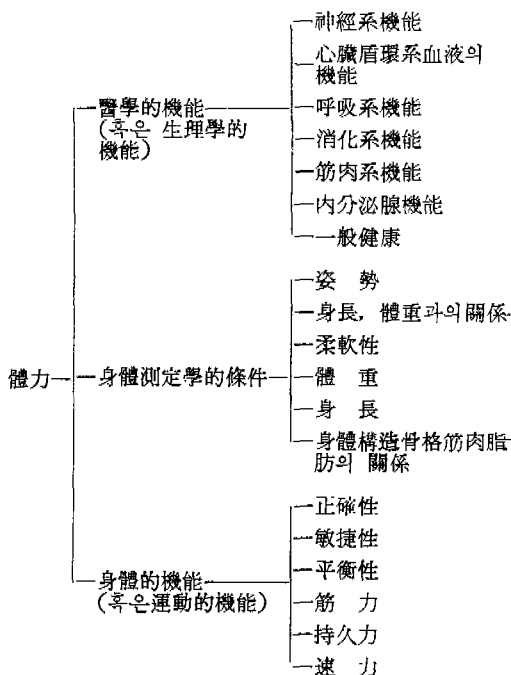 體力
醫學的機能
(혹은 生理學的
機能)
神經系機能
心臟盾環系血液의
機能
呼吸系機能
消化系機能
筋肉系機能
內分泌腺機能
一般健康
身體測定學的條件
姿 勢
身長, 體重과의關係
柔軟性
體 重
身 長
身體構造骨格筋肉脂
肪의 關係
身體的機能
(혹은運動的機能)
正確性
敏捷性
平衡性
筋 力
持久力
速 力